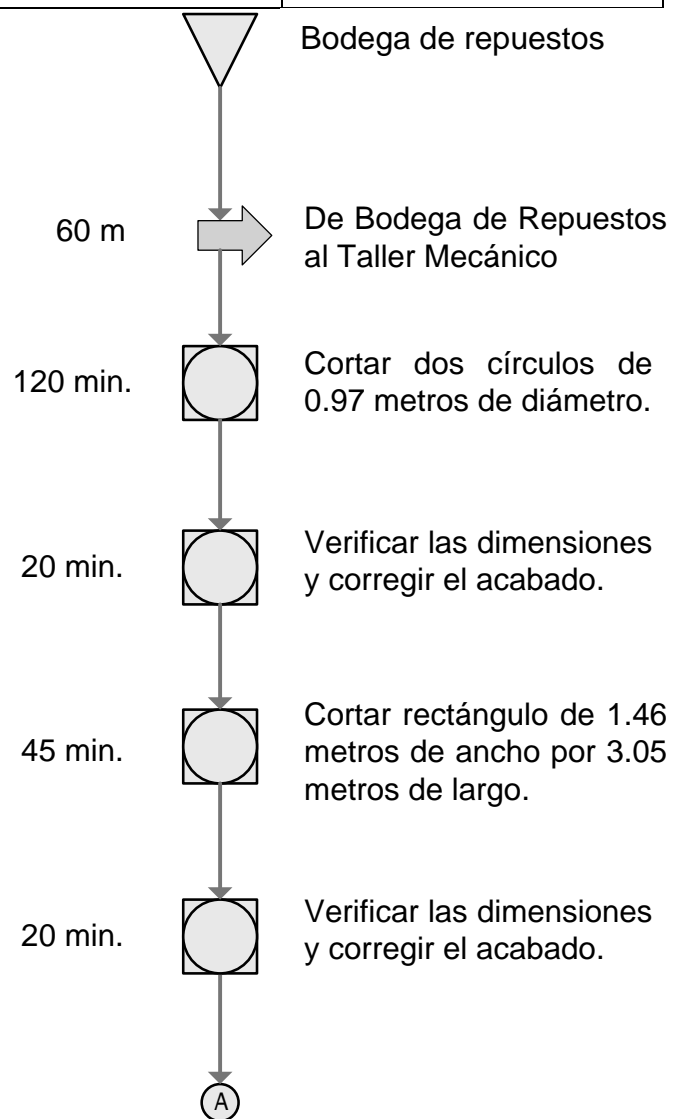 Bodega de repuestos
60 m
De Bodega de Repuestos
al Taller Mecánico
120 min.
Cortar dos círculos de
0.97 metros de diámetro.
20 min.
Verificar las dimensiones
y corregir el acabado.
45 min.
Cortar rectángulo de 1.46
metros de ancho por 3.05
metros de largo.
20 min.
Verificar las dimensiones
y corregir el acabado.
A